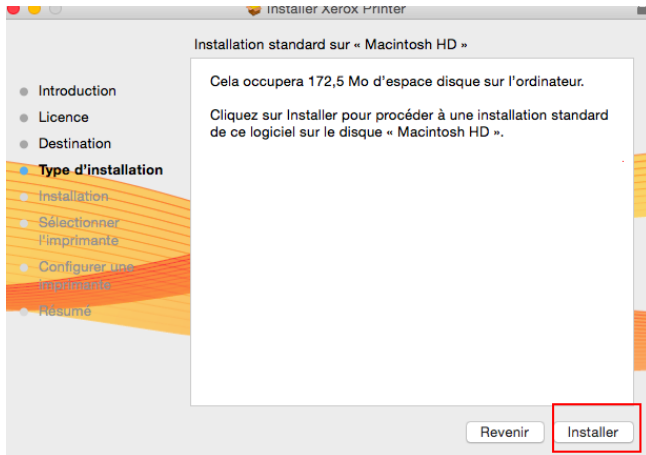 Installer Xerox Printer
Installation standard sur « Macintosh HD »
Introduction
Licence
Destination
Type d'installation
Installation
Sélectionner
l'imprimante
Configurer une
imprimante
Résumé
Cela occupera 172,5 Mo d'espace disque sur l'ordinateur.
Cliquez sur Installer pour procéder à une installation standard
de ce logiciel sur le disque « Macintosh HD ».
Revenir
Installer